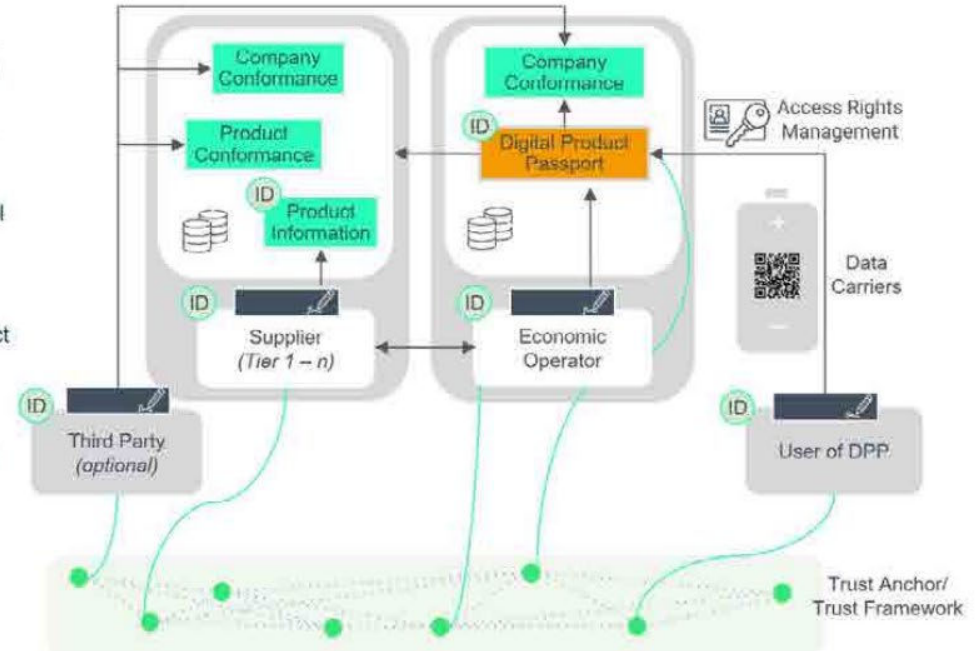 Company
Conformance
Company
Conformance
ID
Access Rights
Management
Product
Conformance
Digital Product
Passport
ID
Product
Information
Data
Carriers
ID
Supplier
(Tier 1 – n)
ID
Economic
Operator
ct
ID
Third Party
(optional)
ID
User of DPP
Trust Anchor/
Trust Framework